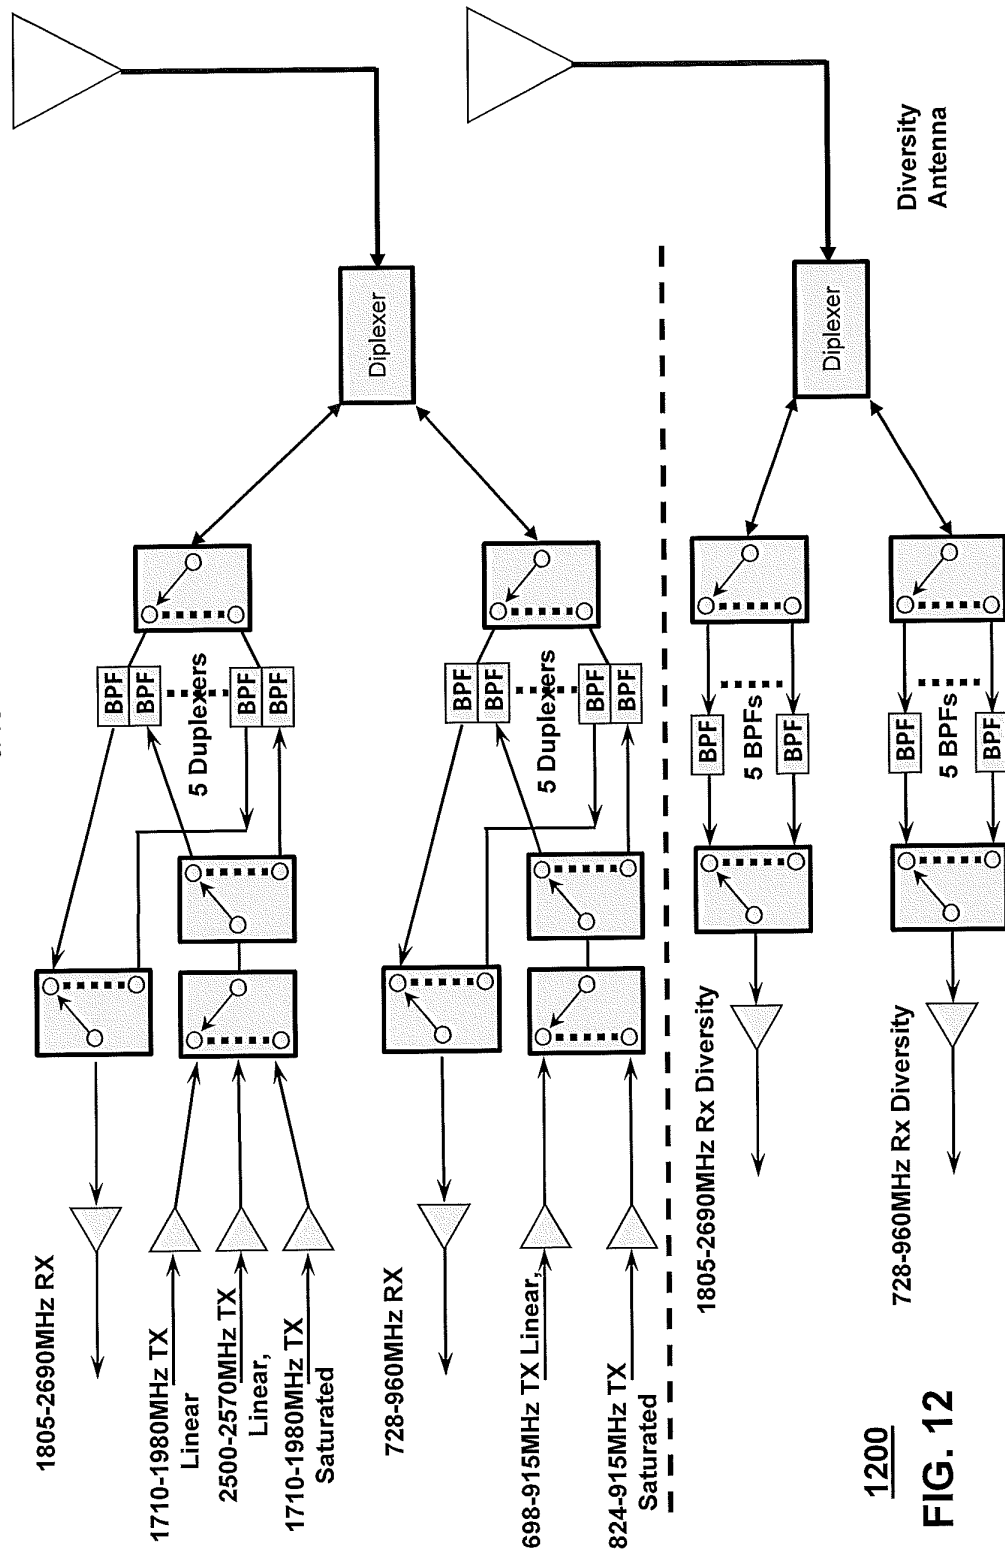 1805-2690MHz RX
1710-1980MHz TX
Linear
2500-2570MHz TX
Linear,
1710-1980MHz TX
Saturated
BPF
BPF
5 Duplexers
BPF
BPF
Diplexer
728-960MHz RX
698-915MHz TX Linear,
824-915MHz TX
Saturated
BPF
BPF
5 Duplexers
BPF
BPF
1805-2690MHz Rx Diversity
BPF
5 BPFs
BPF
Diplexer
Diversity
Antenna
728-960MHz Rx Diversity
BPF
5 BPFs
BPF
1200
FIG. 12